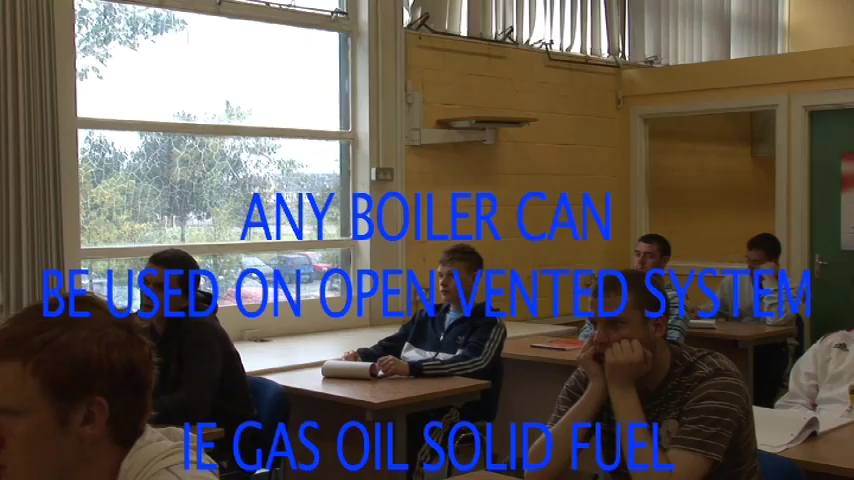 ANY BOILER CAN
BE USED ON OPEN VENTED SYSTEM
IE GAS OIL SOLID FUEL